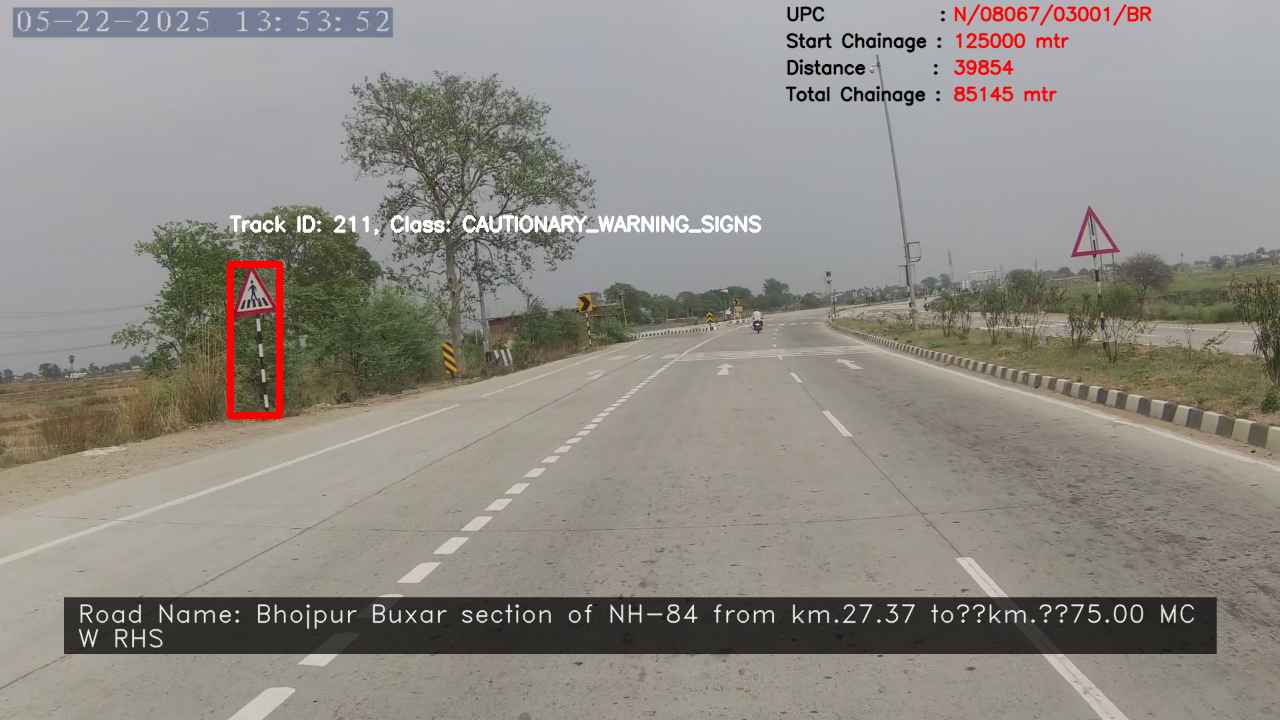 05-22-2025 13:53:52
UPC : N/08067/03001/BR
Start Chainage : 125000 mtr
Distance : 39854
Total Chainage : 85145 mtr
Track ID: 211, Class: CAUTIONARY_WARNING_SIGNS
Road Name: Bhojpur Buxar section of NH-84 from km.27.37 to??km.??75.00 MC
W RHS